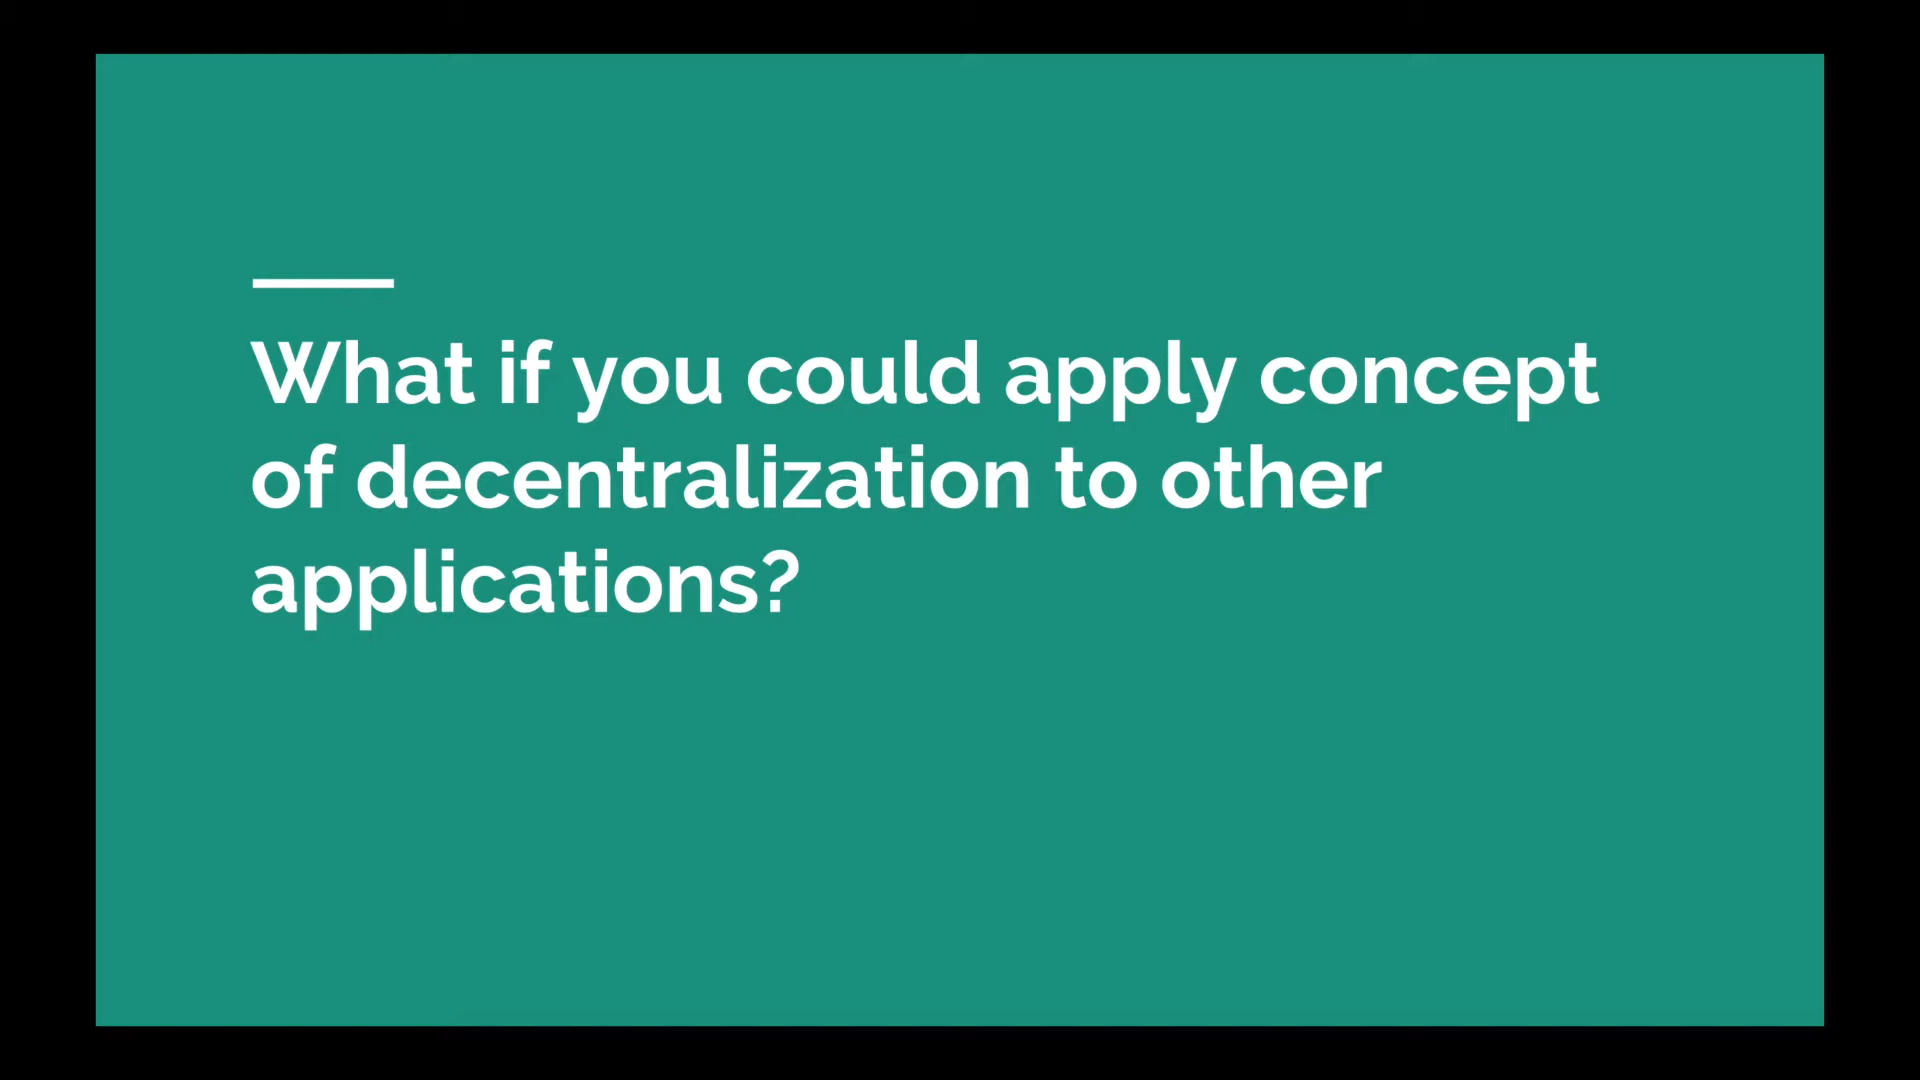 What if you could apply concept
of decentralization to other
applications?